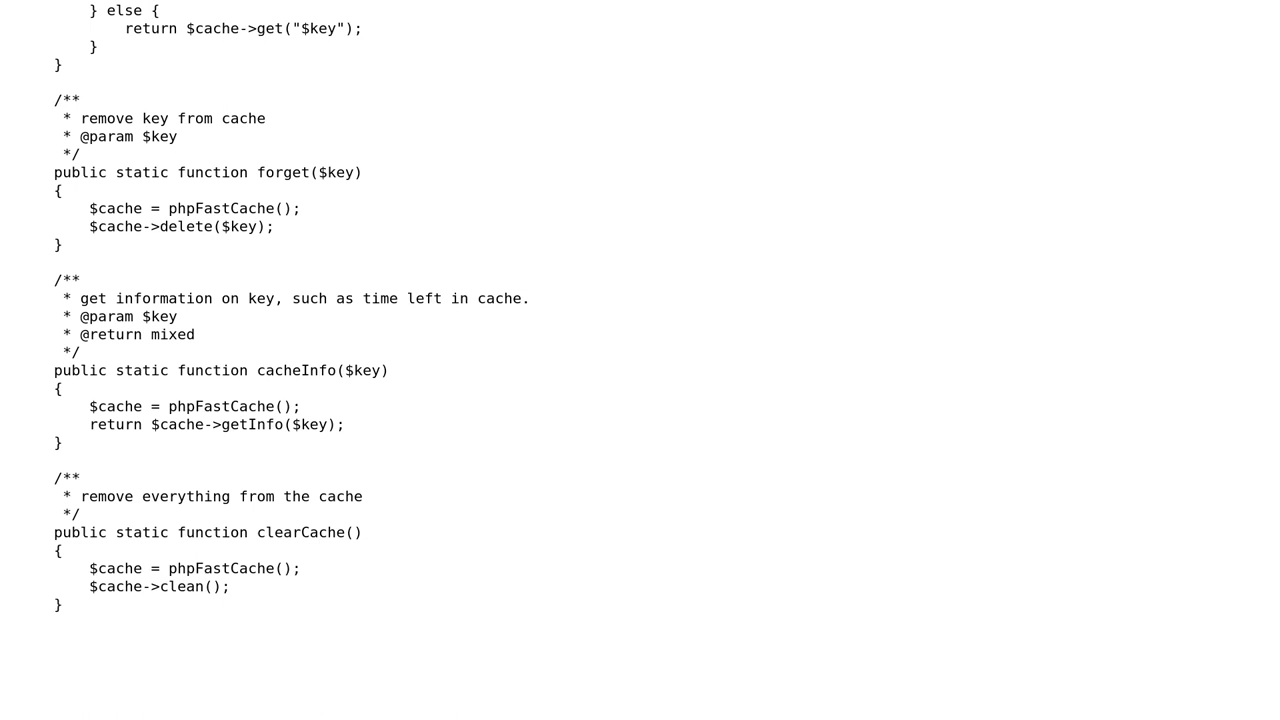 } else {
        return $cache->get("$key");
    }
}

/**
 * remove key from cache
 * @param $key
 */
public static function forget($key)
{
    $cache = phpFastCache();
    $cache->delete($key);
}

/**
 * get information on key, such as time left in cache.
 * @param $key
 * @return mixed
 */
public static function cacheInfo($key)
{
    $cache = phpFastCache();
    return $cache->getInfo($key);
}

/**
 * remove everything from the cache
 */
public static function clearCache()
{
    $cache = phpFastCache();
    $cache->clean();
}